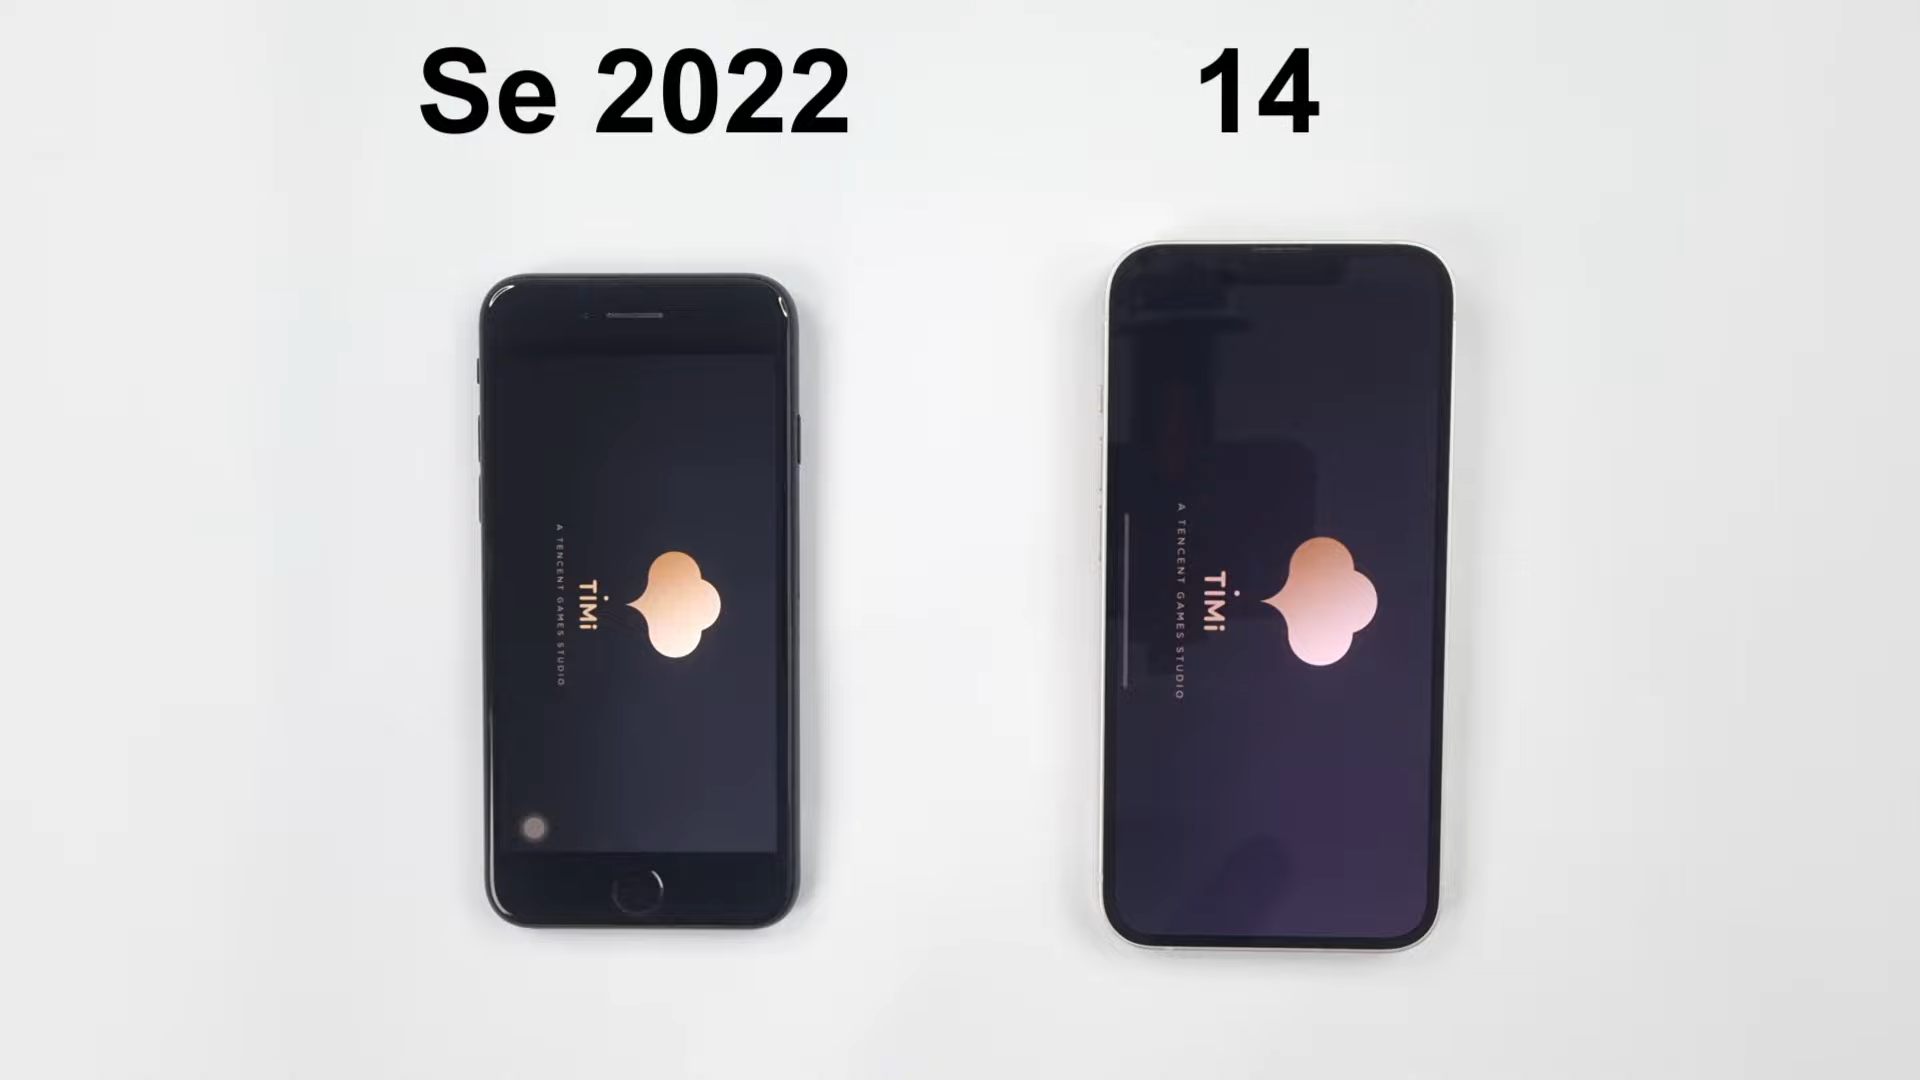 Se 2022
14
TiMi
A TENCENT GAMES STUDIO
TiMi
A TENCENT GAMES STUDIO